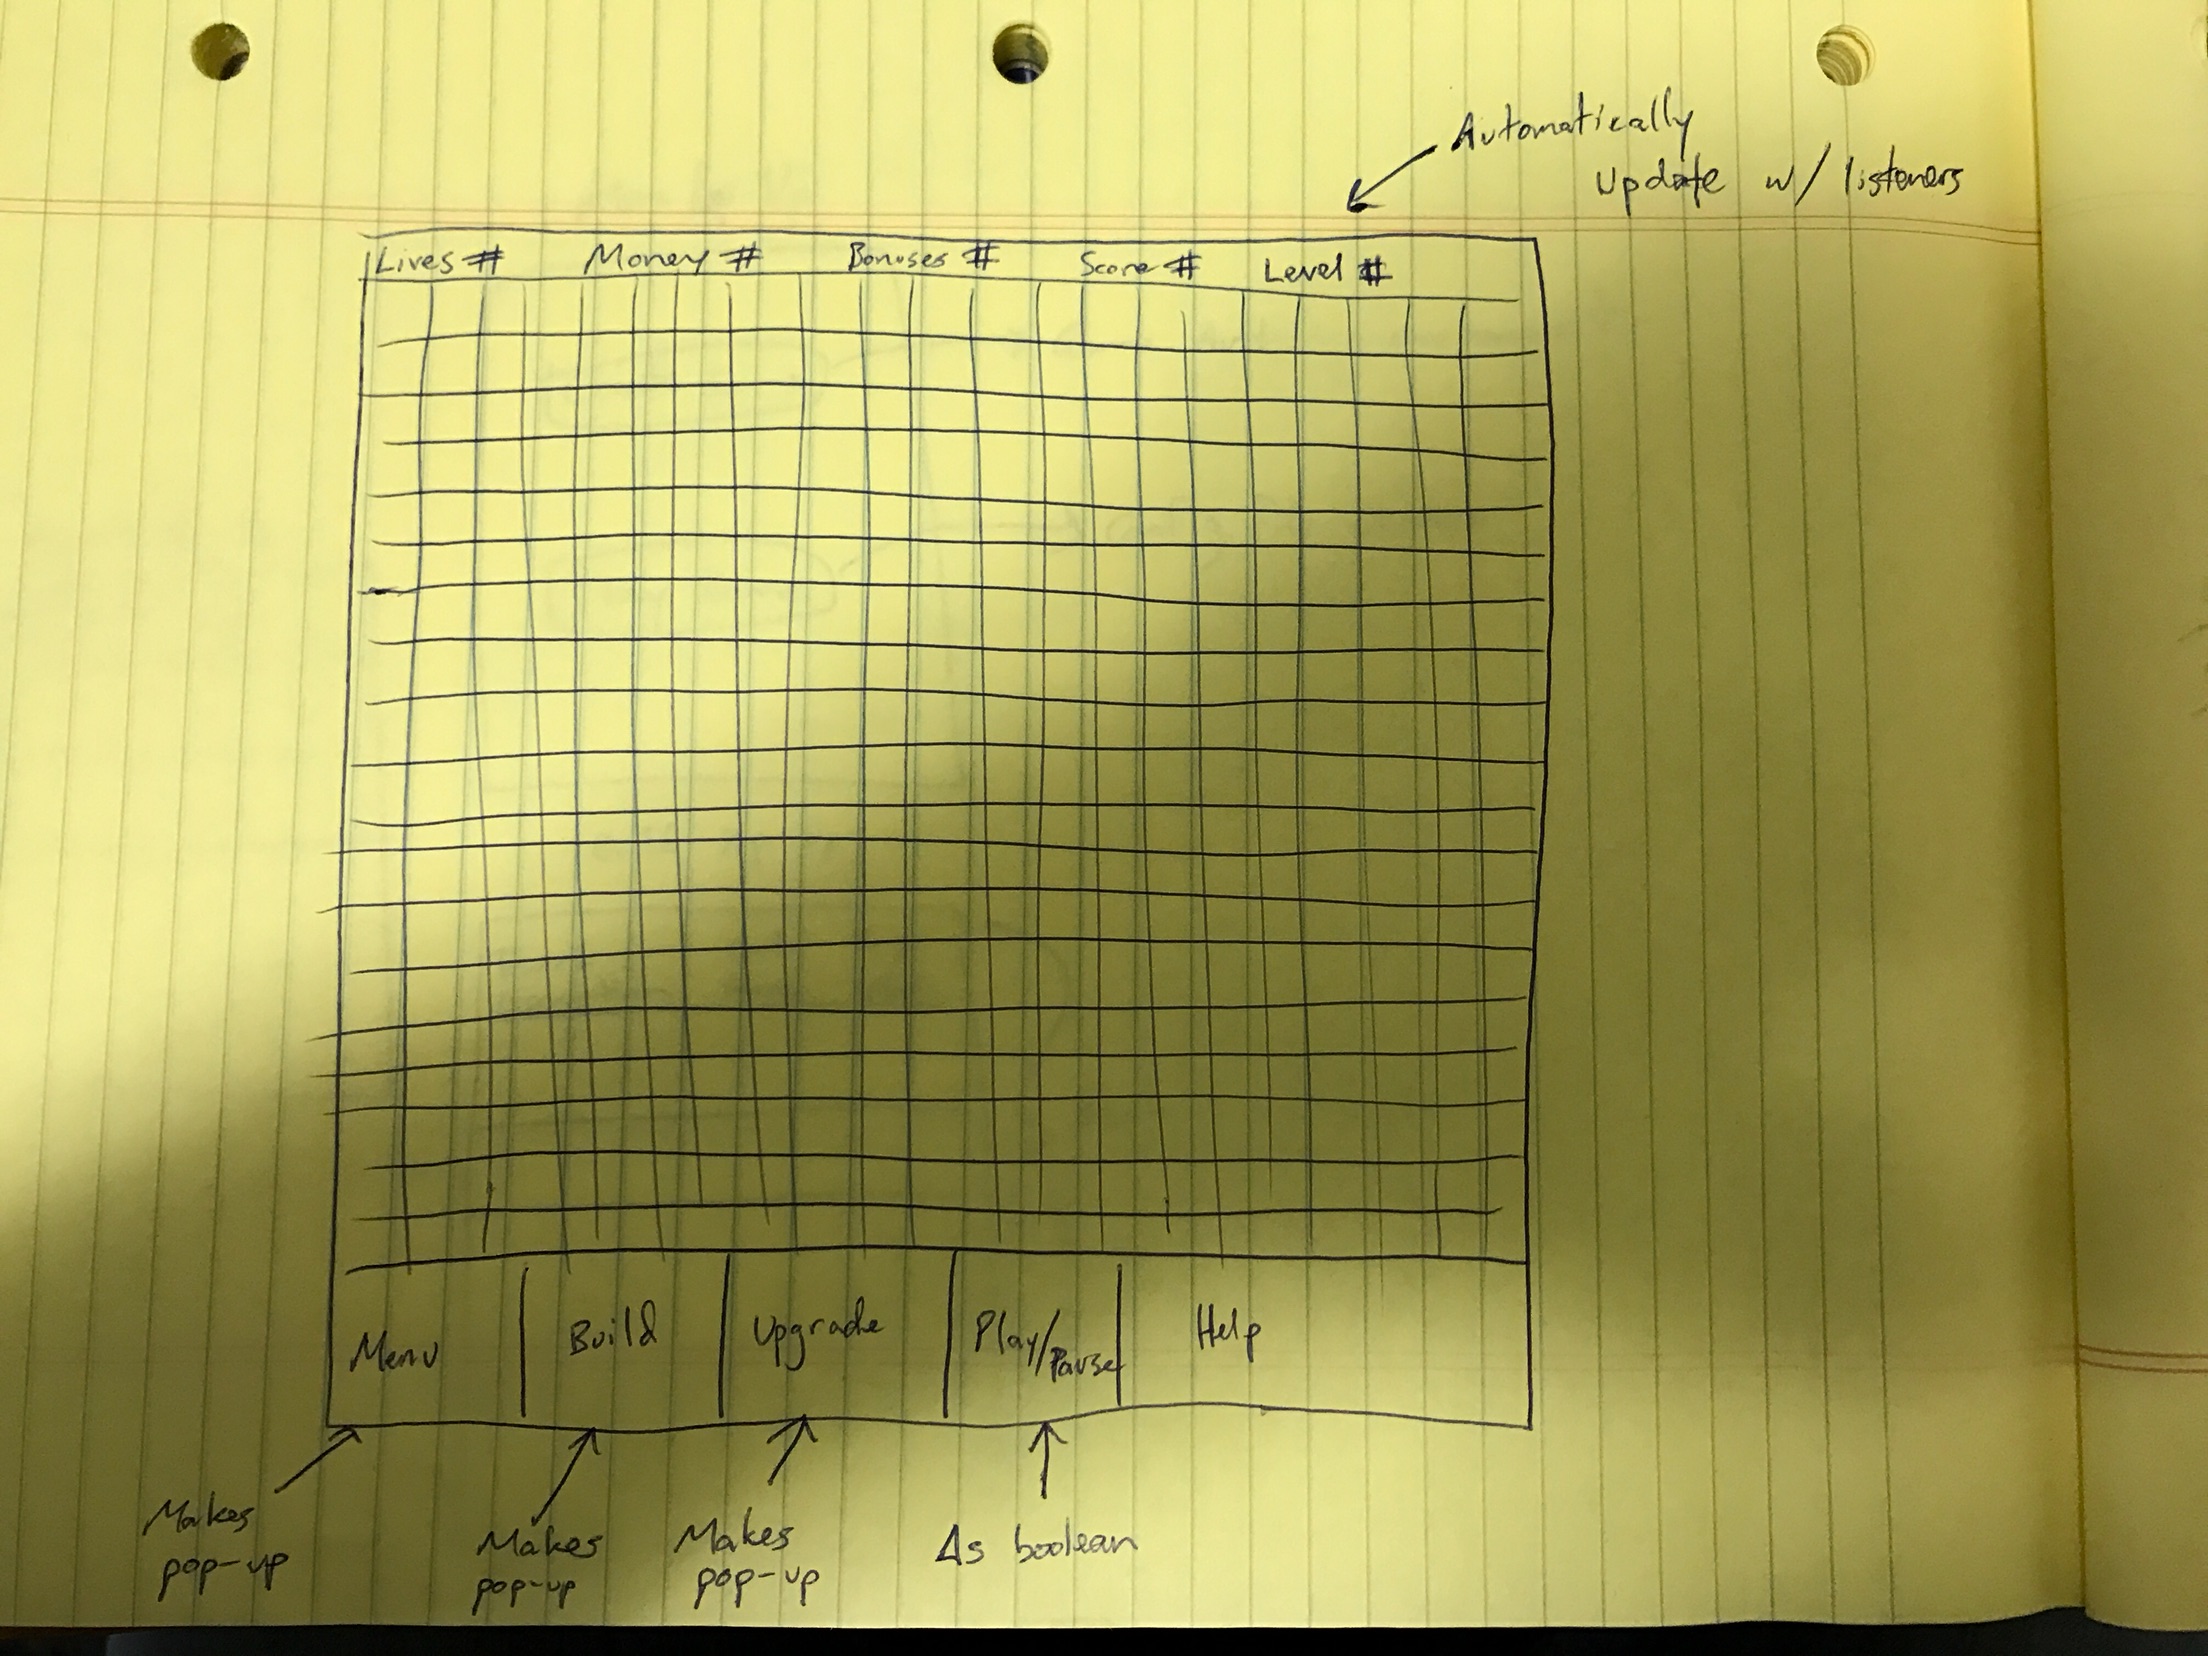 Automatically
Update w/ listeners
Lives # Money # Bonuses # Score # Level #
Menu Build Upgrade Play/Pause Help
Makes pop-up
Makes pop-up
Makes pop-up
As boolean